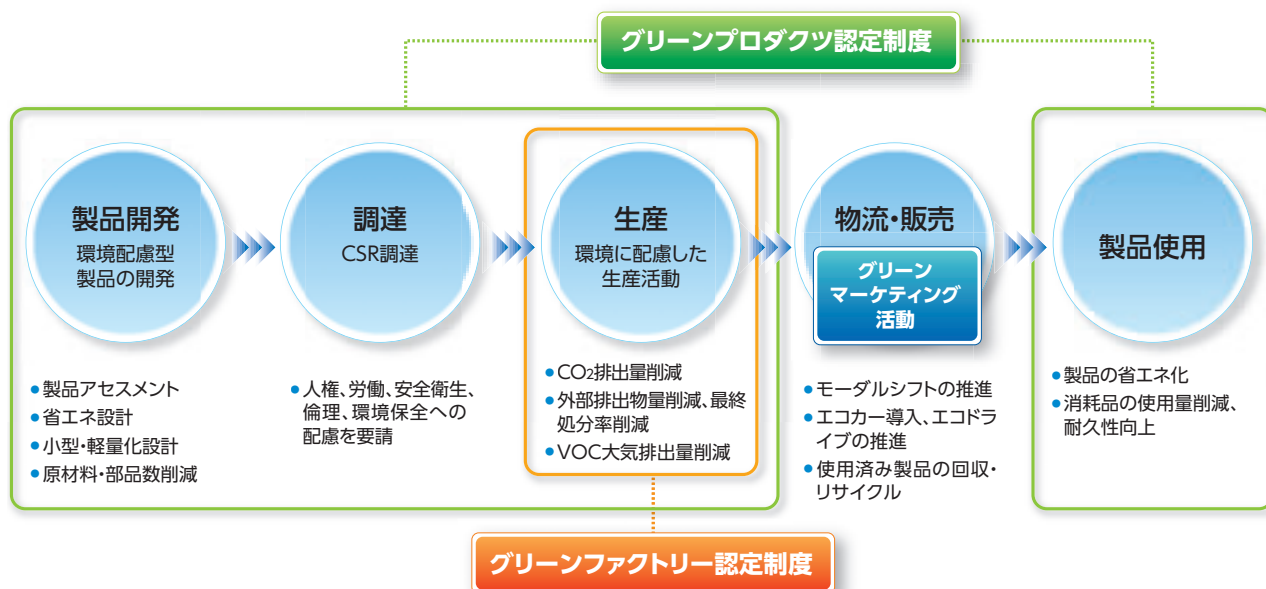 グリーンプロダクツ認定制度
製品開発
環境配慮型
製品の開発
●製品アセスメント
●省エネ設計
●小型・軽量化設計
●原材料・部品数削減
調達
CSR調達
●人権、労働、安全衛生、
倫理、環境保全への
配慮を要請
生産
環境に配慮した
生産活動
●CO₂排出量削減
●外部排出物量削減、最終
処分率削減
●VOC大気排出量削減
物流・販売
グリーン
マーケティング
活動
●モーダルシフトの推進
●エコカー導入、エコドラ
イブの推進
●使用済み製品の回収・
リサイクル
製品使用
●製品の省エネ化
●消耗品の使用量削減、
耐久性向上
グリーンファクトリー認定制度